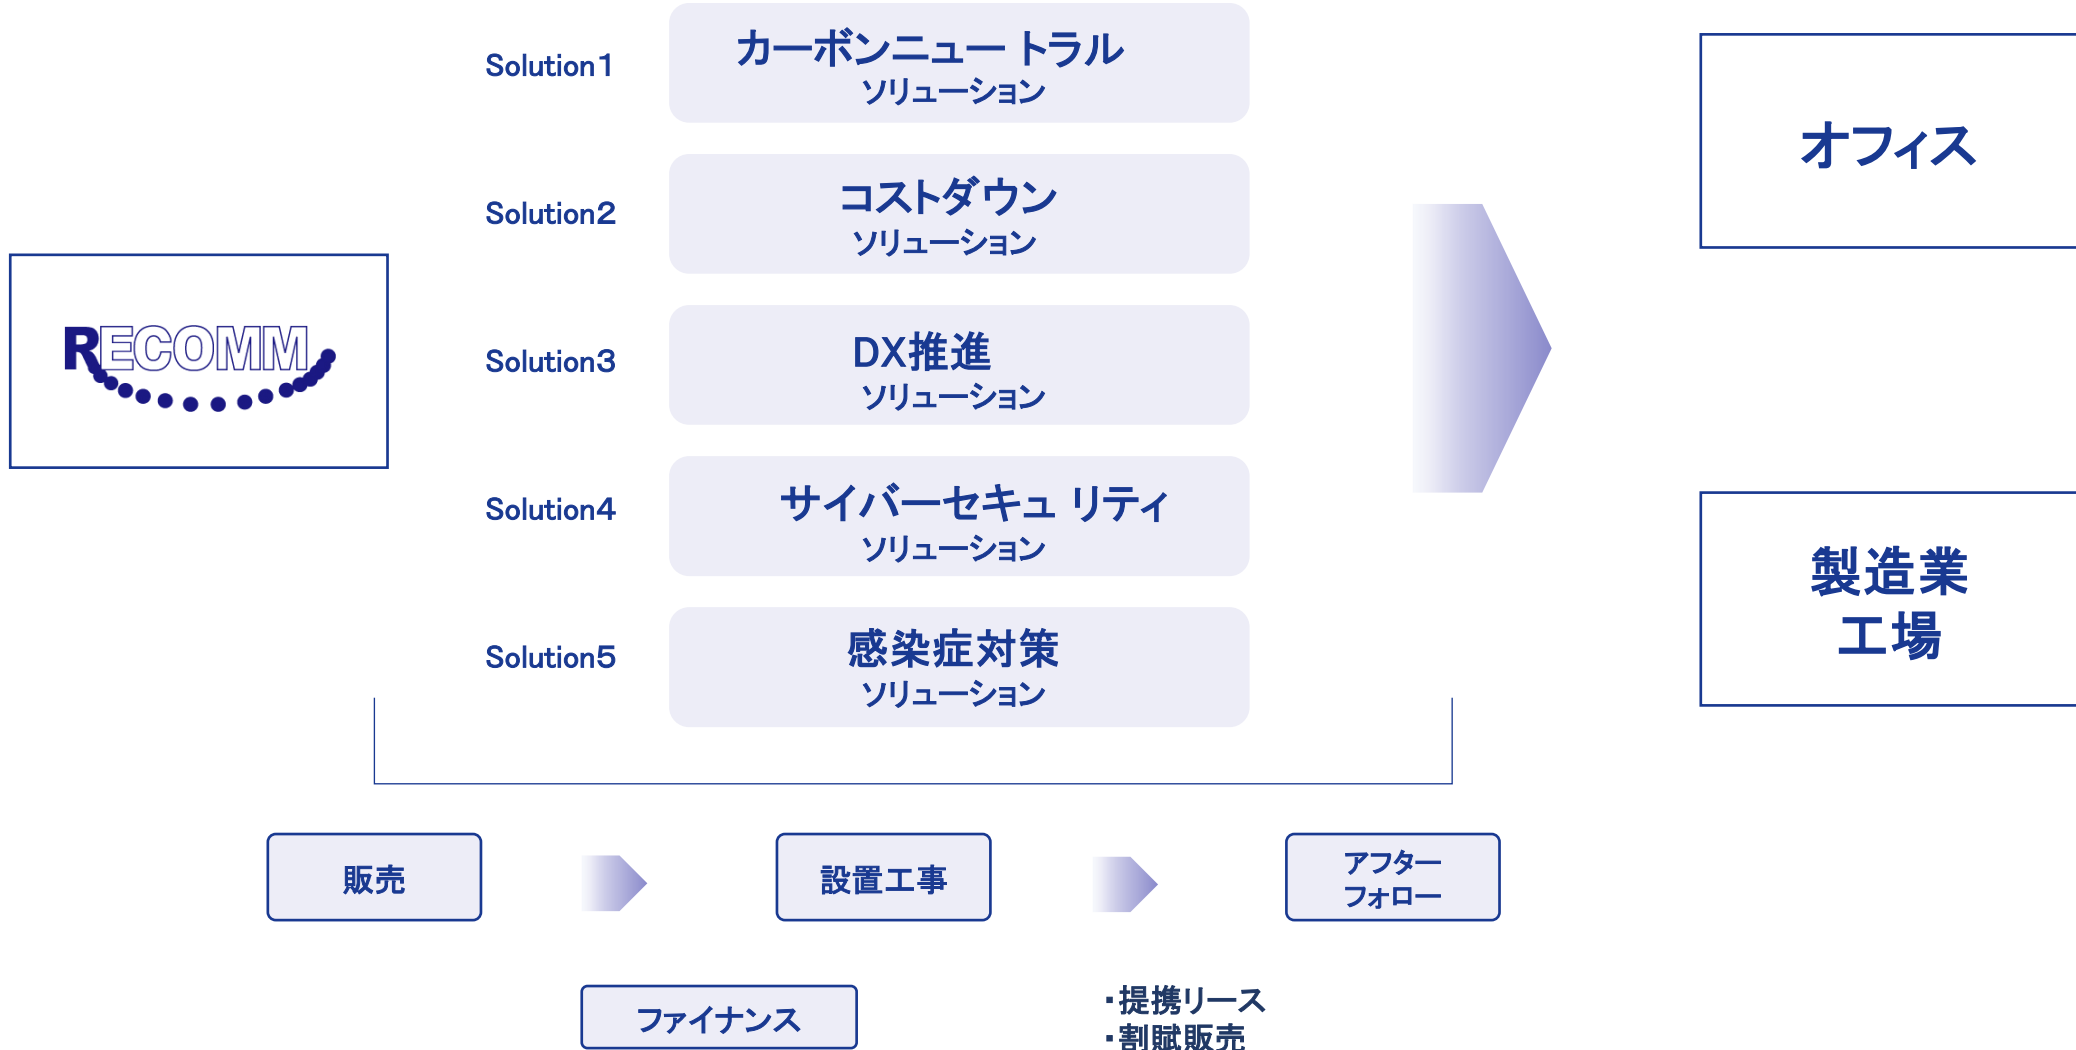 Solution1
カーボンニュートラル
ソリューション
Solution2
コストダウン
ソリューション
RECOMM
Solution3
DX推進
ソリューション
Solution4
サイバーセキュリティ
ソリューション
Solution5
感染症対策
ソリューション
オフィス
製造業
工場
販売
設置工事
アフター
フォロー
ファイナンス
・提携リース
・割賦販売